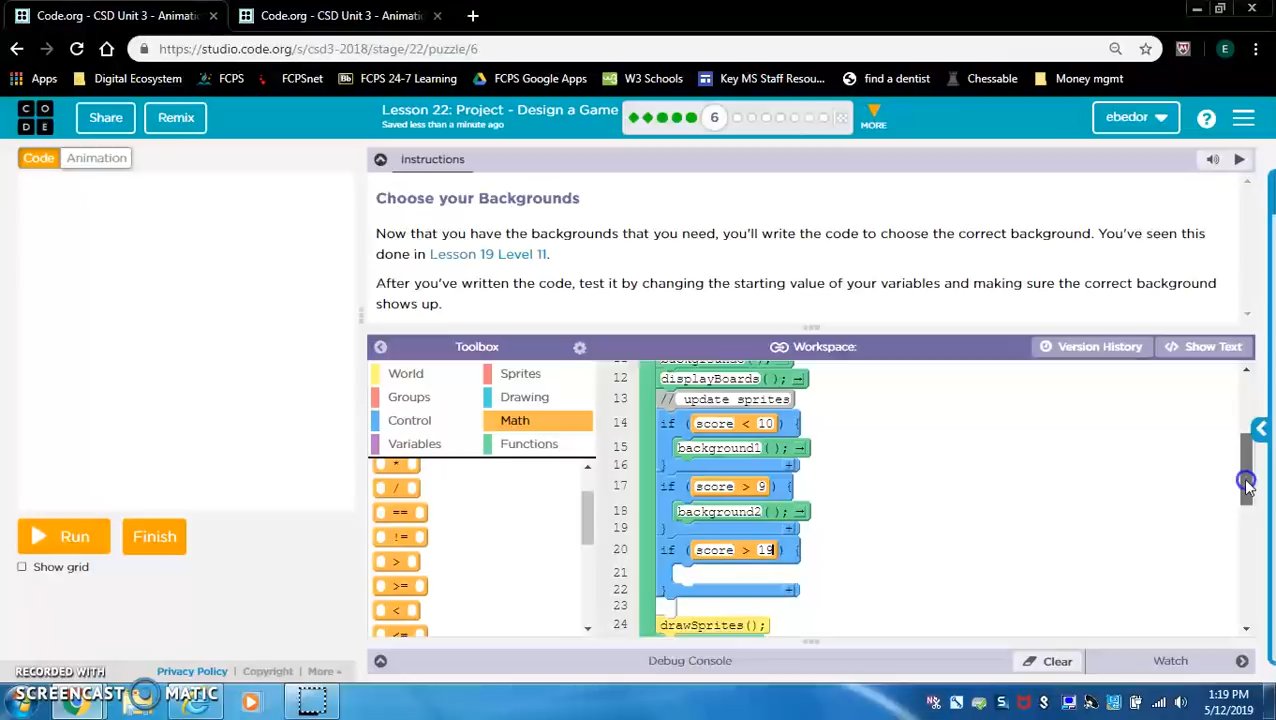 Code.org - CSD Unit 3 - Animatic
Code.org - CSD Unit 3 - Animatic
https://studio.code.org/s/csd3-2018/stage/22/puzzle/6
E
Apps Digital Ecosystem FCPS FCPSnet Bb FCPS 24-7 Learning FCPS Google Apps W3 Schools Key MS Staff Resou... find a dentist Chessable Money mgmt
C O D E
Share Remix
Lesson 22: Project - Design a Game
Saved less than a minute ago
6
MORE
ebedor
?
Code Animation
Instructions
Choose your Backgrounds
Now that you have the backgrounds that you need, you'll write the code to choose the correct background. You've seen this
done in Lesson 19 Level 11.
After you've written the code, test it by changing the starting value of your variables and making sure the correct background
shows up.
Toolbox Workspace: Version History Show Text
World Sprites
Groups Drawing
Control Math
Variables Functions
*
/
==
!=
>
>=
<
<=
12 displayBoards();
13 // update sprites
14 if (score < 10) {
15 background1();
16 }
17 if (score > 9) {
18 background2();
19 }
20 if (score > 19) {
21
22 }
23
24 drawSprites();
Run Finish
Show grid
Debug Console Clear Watch
Privacy Policy | Copyright | More
RECORDED WITH
SCREENCAST MATIC
1:19 PM
5/12/2019